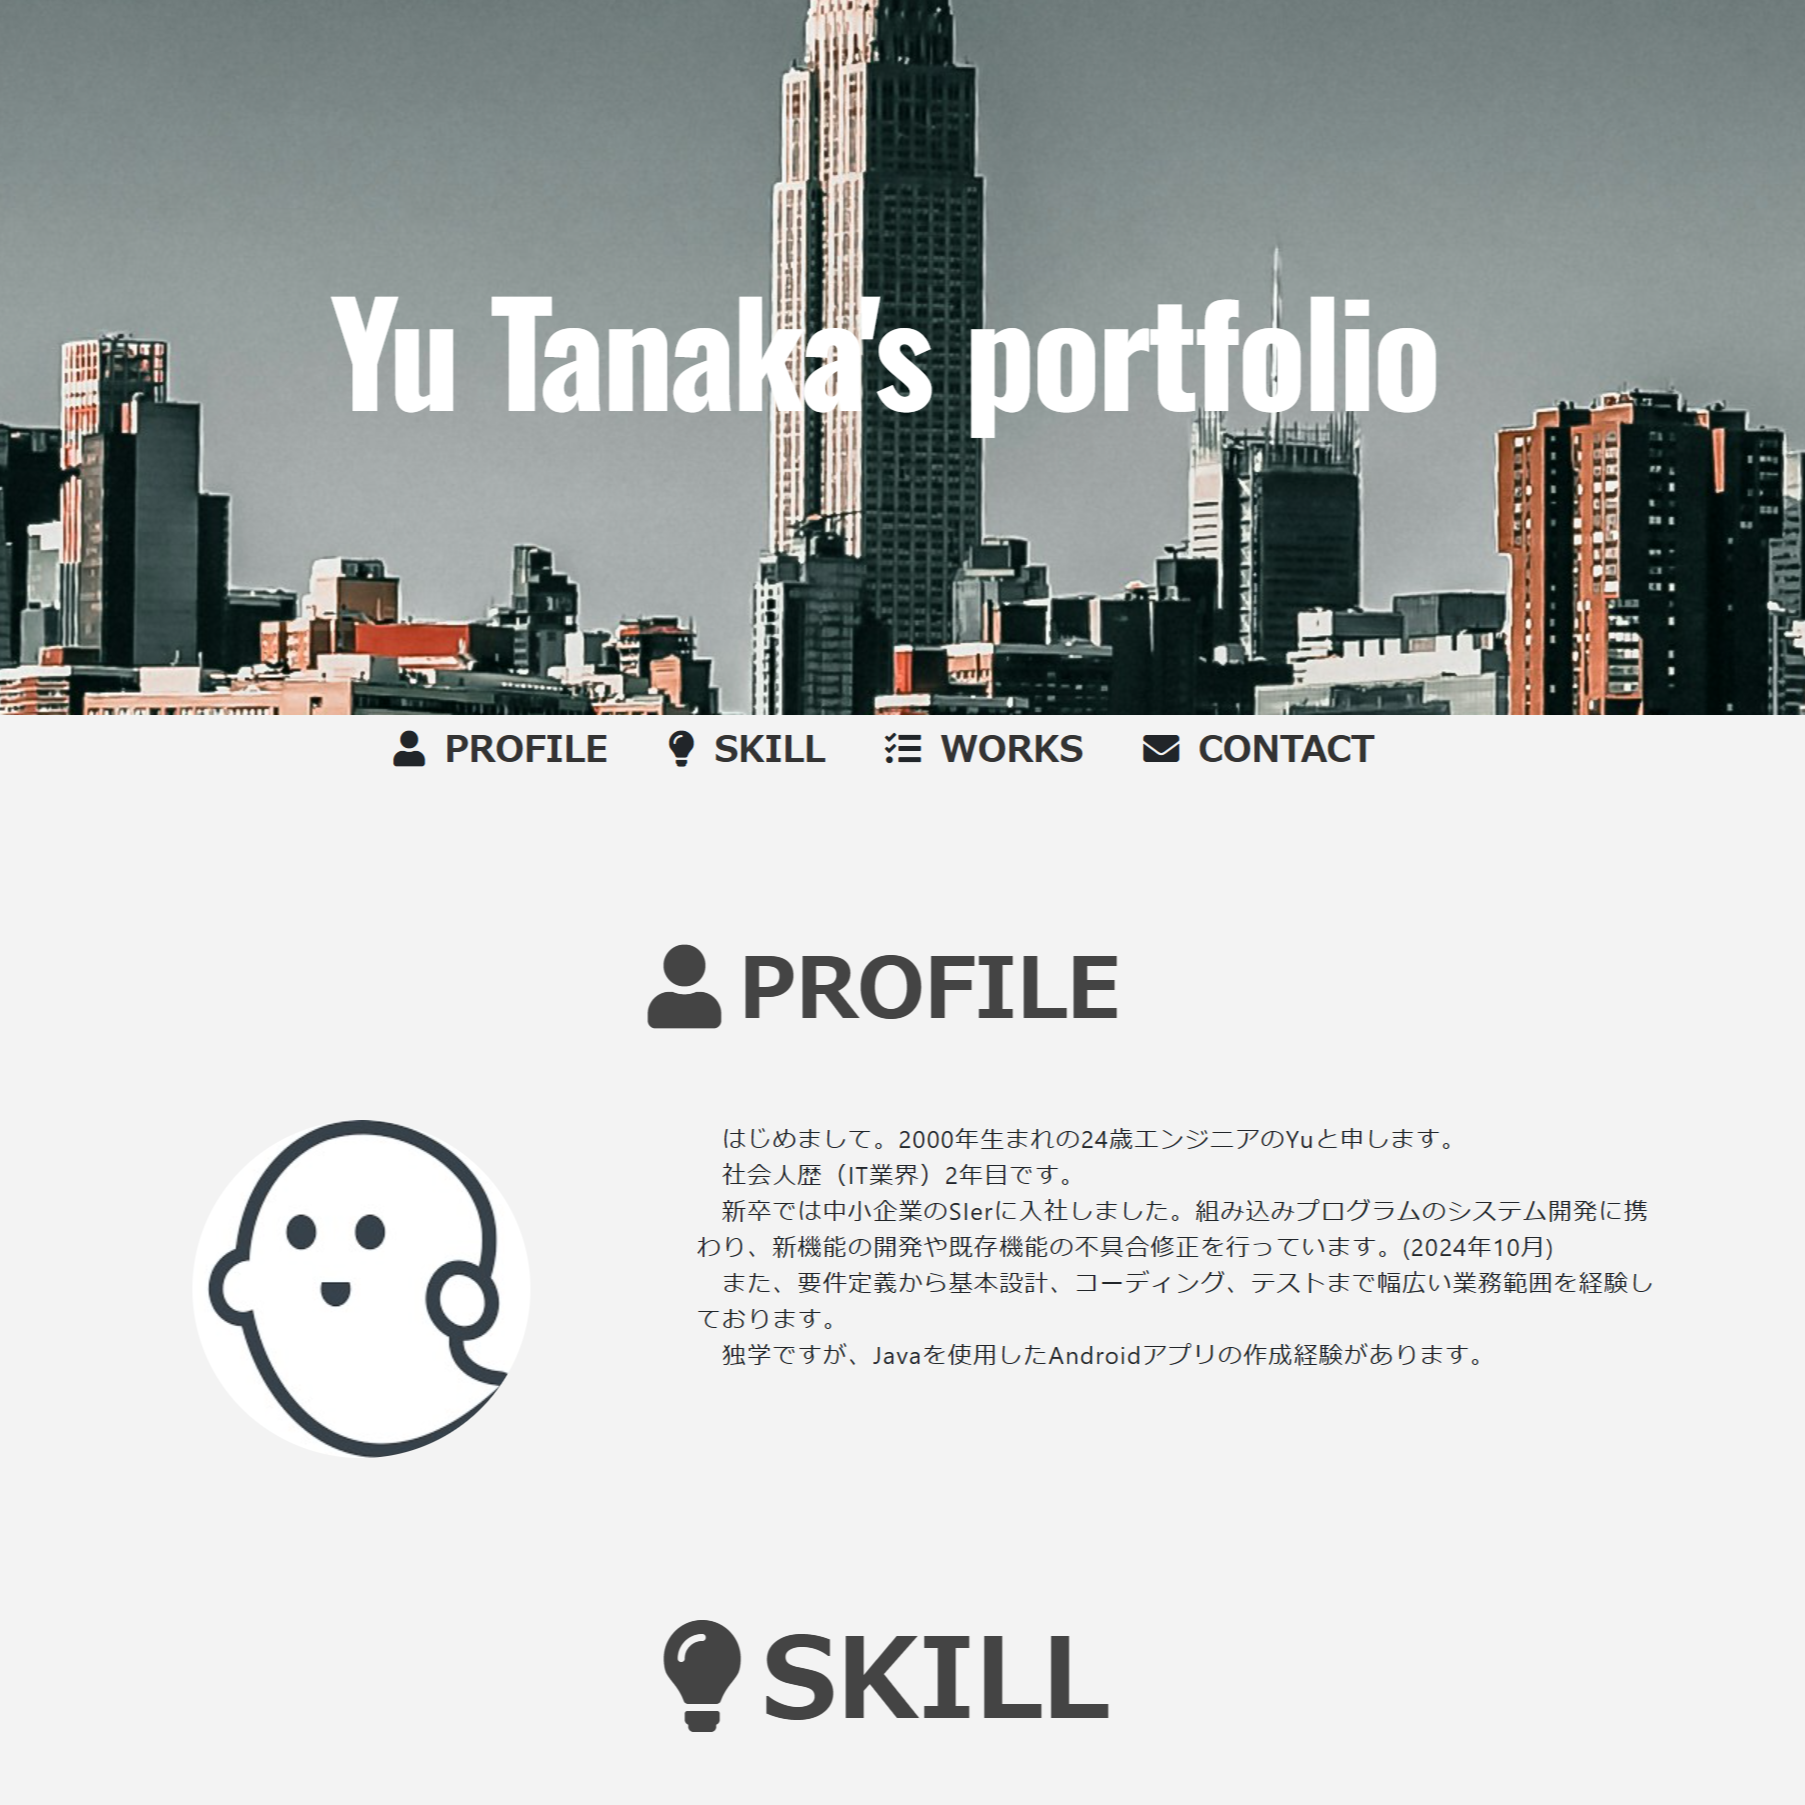 Yu Tanaka's portfolio
PROFILE SKILL WORKS CONTACT
PROFILE
はじめまして。2000年生まれの24歳エンジニアのYuと申します。
社会人歴（IT業界）2年目です。
新卒では中小企業のSIerに入社しました。組み込みプログラムのシステム開発に携
わり、新機能の開発や既存機能の不具合修正を行っています。(2024年10月)
また、要件定義から基本設計、コーディング、テストまで幅広い業務範囲を経験し
ております。
独学ですが、Javaを使用したAndroidアプリの作成経験があります。
SKILL